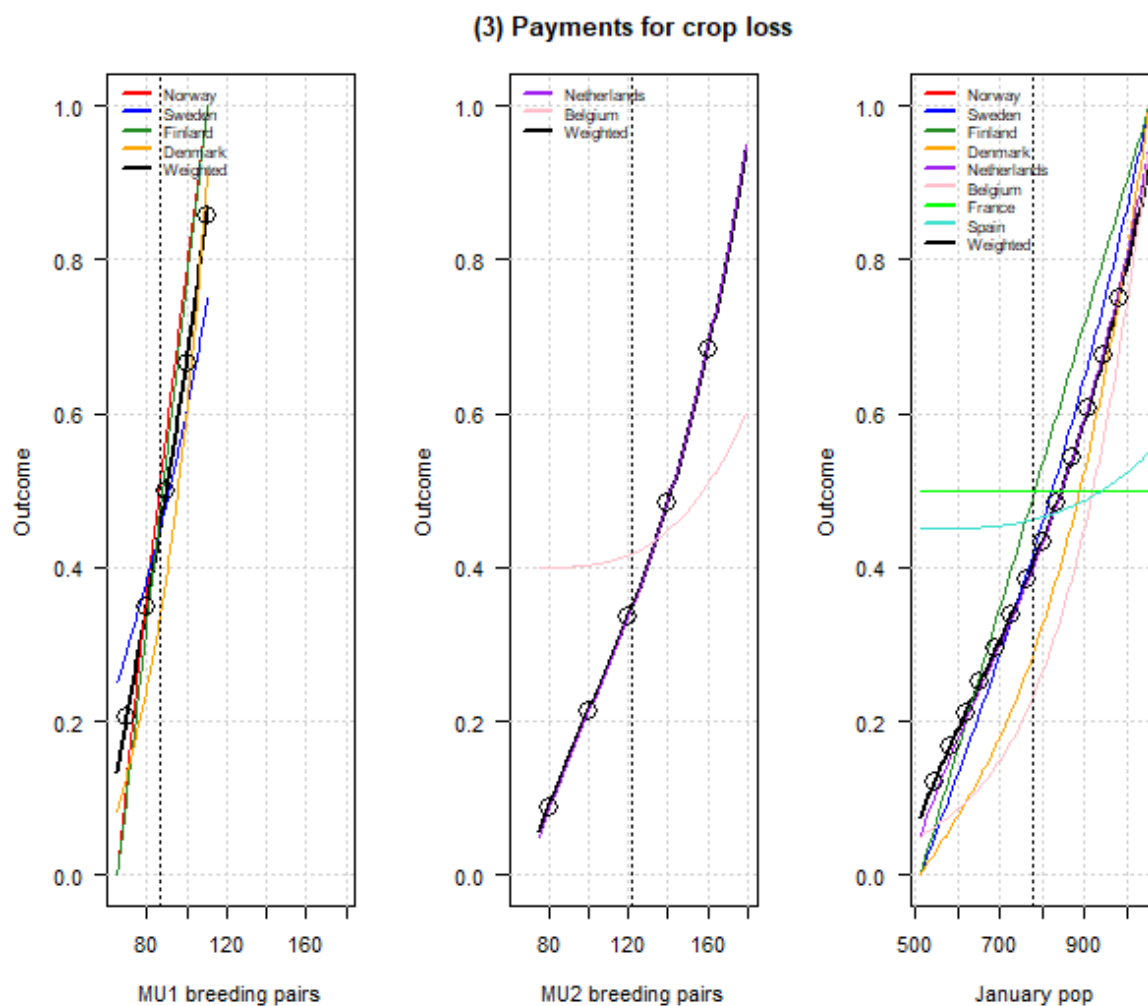 (3) Payments for crop loss
Norway
Sweden
Finland
Denmark
Weighted
1.0
0.8
0.6
0.4
0.2
0.0
Outcome
80
120
160
MU1 breeding pairs
Netherlands
Belgium
Weighted
1.0
0.8
0.6
0.4
0.2
0.0
Outcome
80
120
160
MU2 breeding pairs
Norway
Sweden
Finland
Denmark
Netherlands
Belgium
France
Spain
Weighted
1.0
0.8
0.6
0.4
0.2
0.0
Outcome
500
700
900
January pop